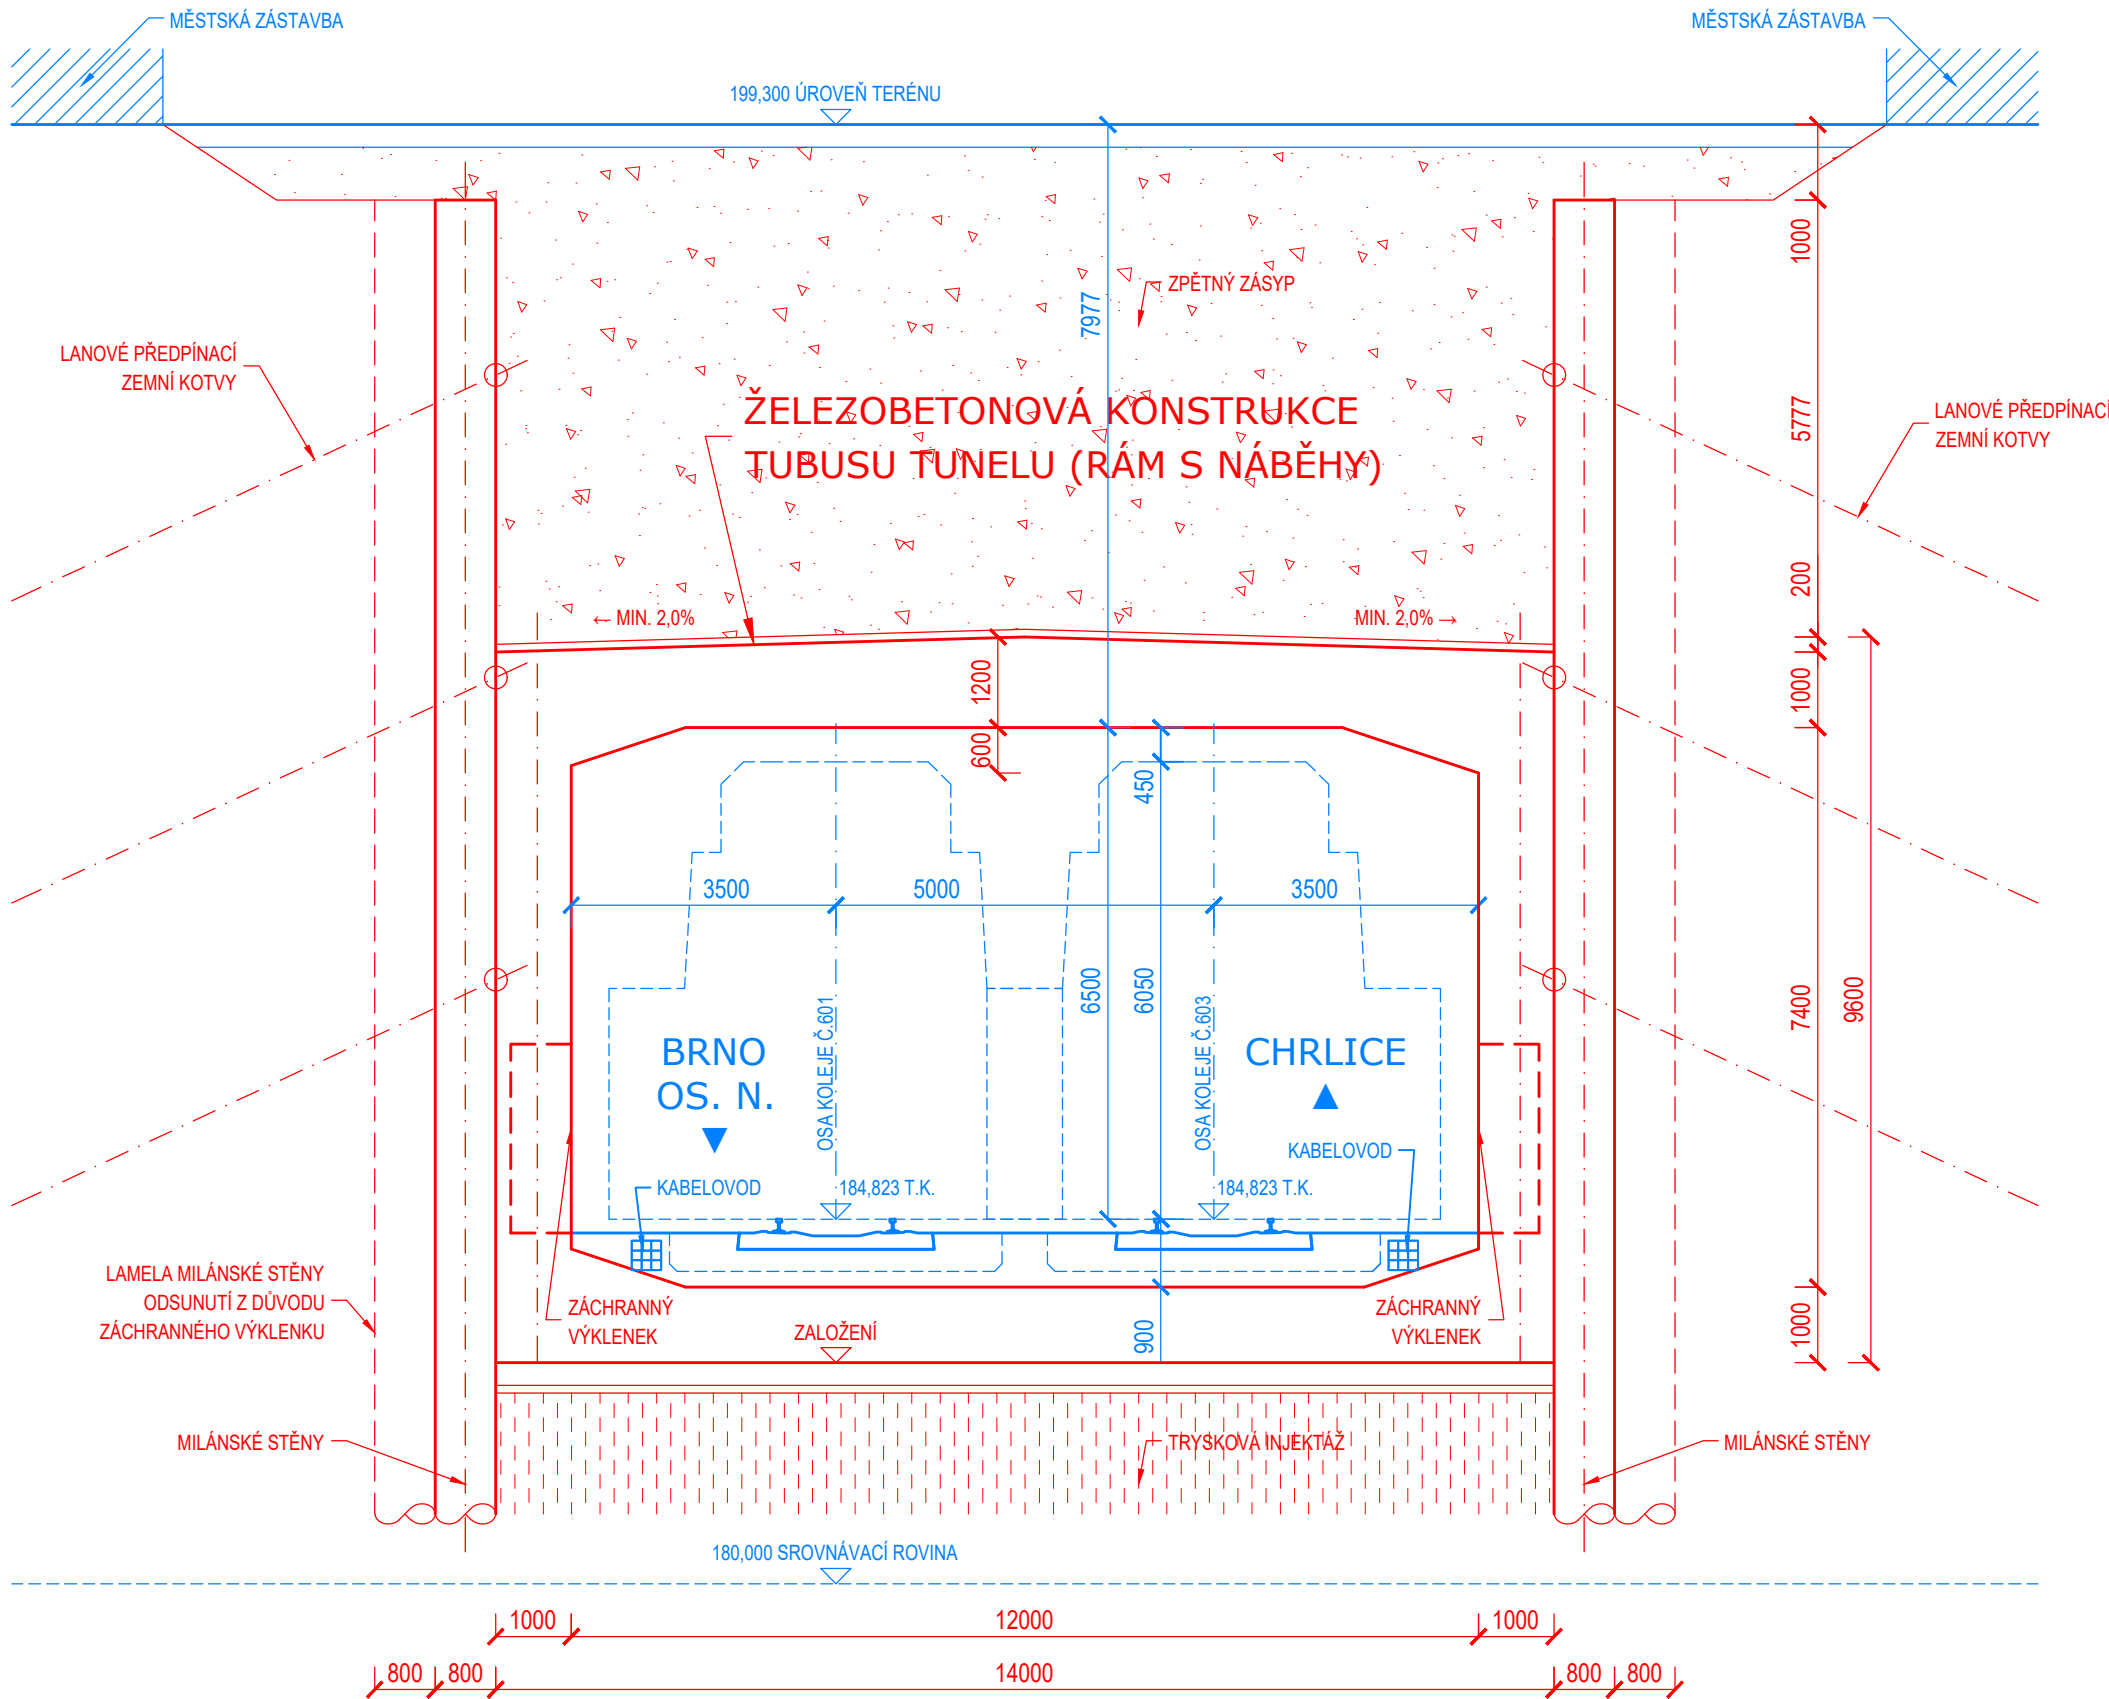 MĚSTSKÁ ZÁSTAVBA
MĚSTSKÁ ZÁSTAVBA
199,300 ÚROVEŇ TERÉNU
1000
ZPĚTNÝ ZÁSYP
7977
LANOVÉ PŘEDPÍNACÍ
ZEMNÍ KOTVY
ŽELEZOBETONOVÁ KONSTRUKCE
TUBUSU TUNELU (RÁM S NÁBĚHY)
5777
LANOVÉ PŘEDPÍNACÍ
ZEMNÍ KOTVY
200
← MIN. 2,0%
MIN. 2,0% →
1200
1000
600
450
3500
5000
3500
6500
6050
7400
9600
OSA KOLEJE Č.601
OSA KOLEJE Č.603
BRNO
OS. N.
▼
CHRLICE
▲
KABELOVOD
KABELOVOD
184,823 T.K.
184,823 T.K.
LAMELA MILÁNSKÉ STĚNY
ODSUNUTÍ Z DŮVODU
ZÁCHRANNÉHO VÝKLENKU
ZÁCHRANNÝ
VÝKLENEK
ZALOŽENÍ
900
ZÁCHRANNÝ
VÝKLENEK
1000
MILÁNSKÉ STĚNY
TRYSKOVÁ INJEKTÁŽ
MILÁNSKÉ STĚNY
180,000 SROVNÁVACÍ ROVINA
1000
12000
1000
800
800
14000
800
800